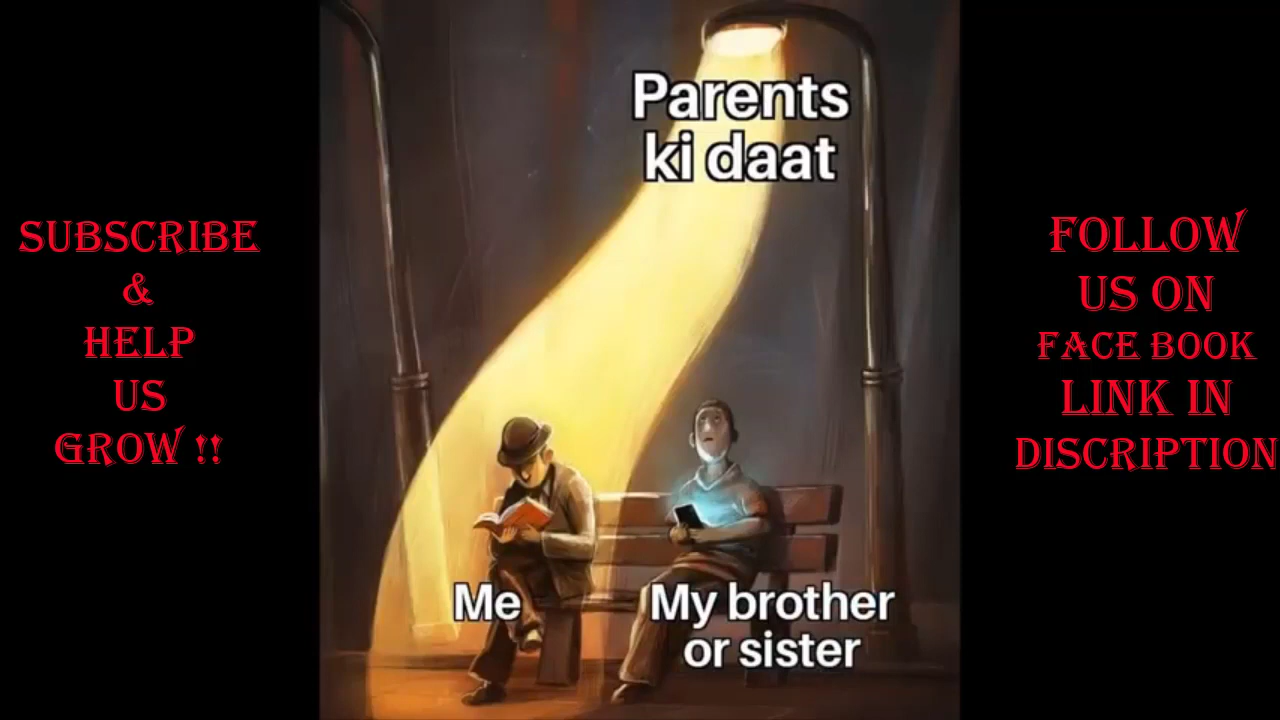 SUBSCRIBE
&
HELP
US
GROW !!
Parents
ki daat
Me
My brother
or sister
FOLLOW
US ON
FACE BOOK
LINK IN
DISCRIPTION